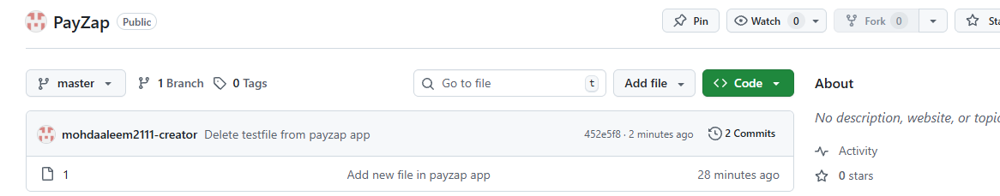 PayZap Public Pin Watch 0 Fork 0 Sta
master 1 Branch 0 Tags Go to file t Add file Code About
No description, website, or topic
mohdaaleem2111-creator Delete testfile from payzap app 452e5f8 · 2 minutes ago 2 Commits
Activity
1 Add new file in payzap app 28 minutes ago
0 stars